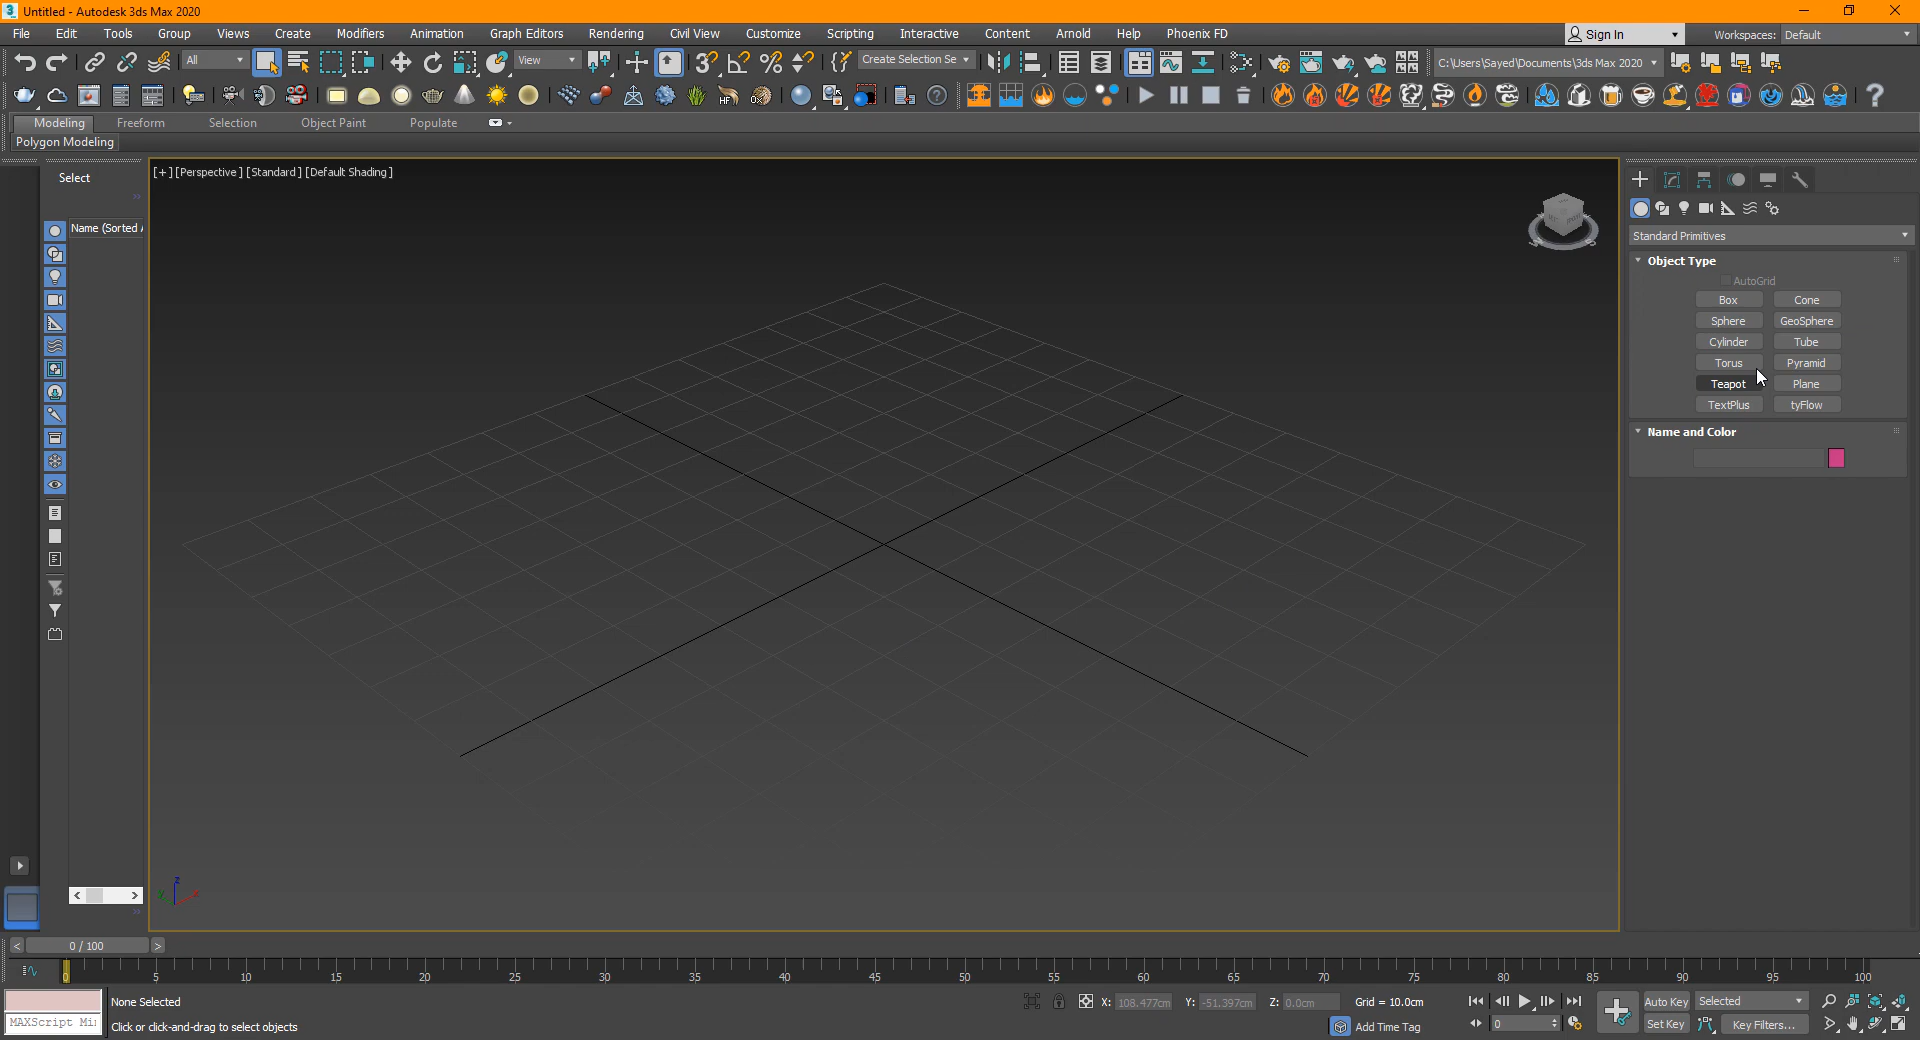 Untitled - Autodesk 3ds Max 2020
File Edit Tools Group Views Create Modifiers Animation Graph Editors Rendering Civil View Customize Scripting Interactive Content Arnold Help Phoenix FD Sign In Workspaces: Default
All View Create Selection Se C:\Users\Sayed\Documents\3ds Max 2020
Modeling Freeform Selection Object Paint Populate
Polygon Modeling
Select
Name (Sorted A
[+] [Perspective] [Standard] [Default Shading]
Standard Primitives
Object Type
AutoGrid
Box Cone
Sphere GeoSphere
Cylinder Tube
Torus Pyramid
Teapot Plane
TextPlus tyFlow
Name and Color
z
y x
< >
< 0 / 100 >
0 5 10 15 20 25 30 35 40 45 50 55 60 65 70 75 80 85 90 95 100
None Selected X: 108.477cm Y: -51.397cm Z: 0.0cm Grid = 10.0cm Auto Key Selected
MAXScript Mi Click or click-and-drag to select objects Add Time Tag 0 Set Key Key Filters...